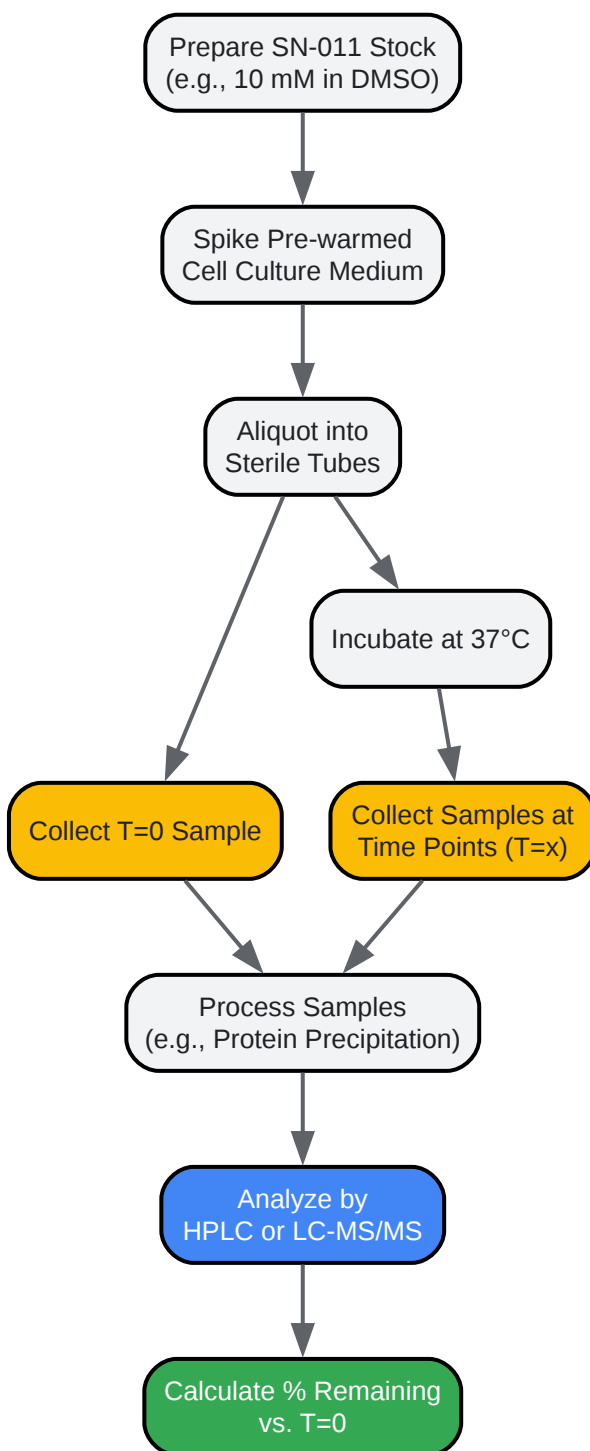 Prepare SN-011 Stock
(e.g., 10 mM in DMSO)
Spike Pre-warmed
Cell Culture Medium
Aliquot into
Sterile Tubes
Incubate at 37°C
Collect T=0 Sample
Collect Samples at
Time Points (T=x)
Process Samples
(e.g., Protein Precipitation)
Analyze by
HPLC or LC-MS/MS
Calculate % Remaining
vs. T=0